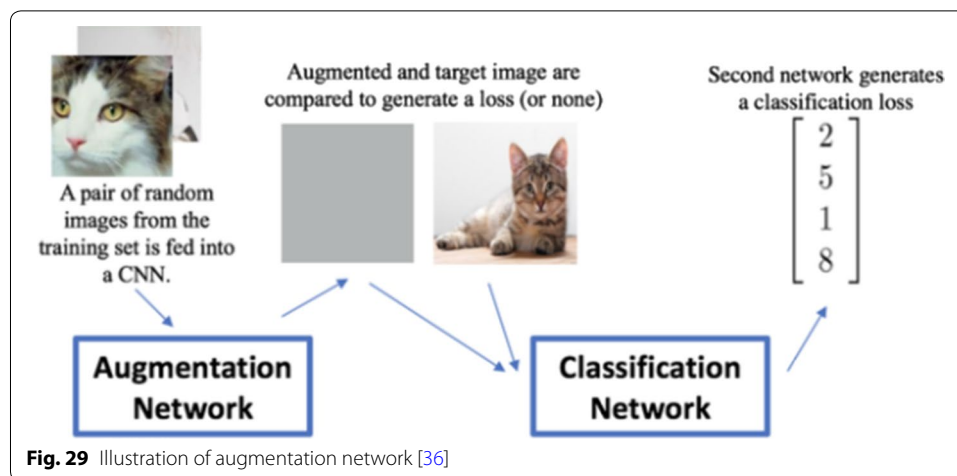 A pair of random
images from the
training set is fed into
a CNN.
Augmented and target image are
compared to generate a loss (or none)
Second network generates
a classification loss
2
5
1
8
Augmentation
Network
Classification
Network
Fig. 29 Illustration of augmentation network [36]